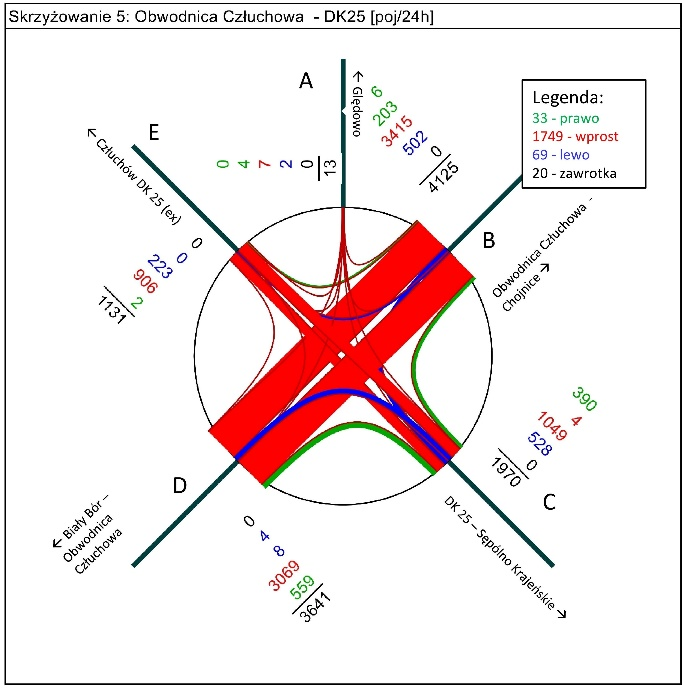 Skrzyżowanie 5: Obwodnica Człuchowa - DK25 [poj/24h]
A
← Ględowo
6
203
3415
502
0
4125
Legenda:
33 - prawo
1749 - wprost
69 - lewo
20 - zawrotka
E
← Człuchów DK 25 (ex)
0
4
7
2
0
13
B
Obwodnica Człuchowa -
Chojnice →
0
0
223
906
2
1131
390
4
1049
528
0
1970
D
← Biały Bór –
Obwodnica
Człuchowa
C
DK 25 – Sępólno Krajeńskie →
0
4
8
3069
559
3641